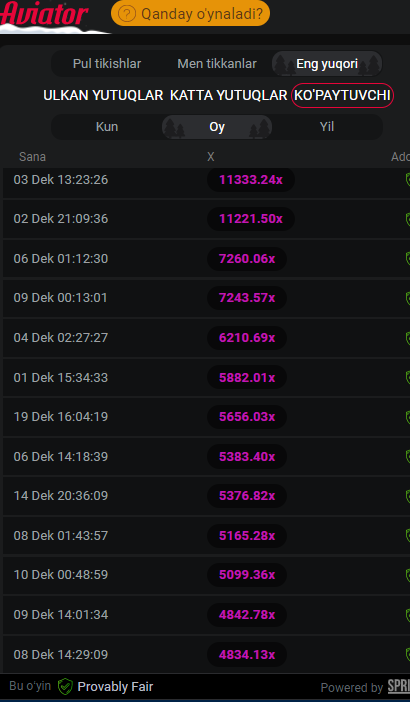 Aviator
Qanday o'ynaladi?
Pul tikishlar Men tikkanlar Eng yuqori
ULKAN YUTUQLAR KATTA YUTUQLAR KO'PAYTUVCHI
Kun Oy Yil
Sana X
03 Dek 13:23:26 11333.24x
02 Dek 21:09:36 11221.50x
06 Dek 01:12:30 7260.06x
09 Dek 00:13:01 7243.57x
04 Dek 02:27:27 6210.69x
01 Dek 15:34:33 5882.01x
19 Dek 16:04:19 5656.03x
06 Dek 14:18:39 5383.40x
14 Dek 20:36:09 5376.82x
08 Dek 01:43:57 5165.28x
10 Dek 00:48:59 5099.36x
09 Dek 14:01:34 4842.78x
08 Dek 14:29:09 4834.13x
Bu o'yin Provably Fair Powered by